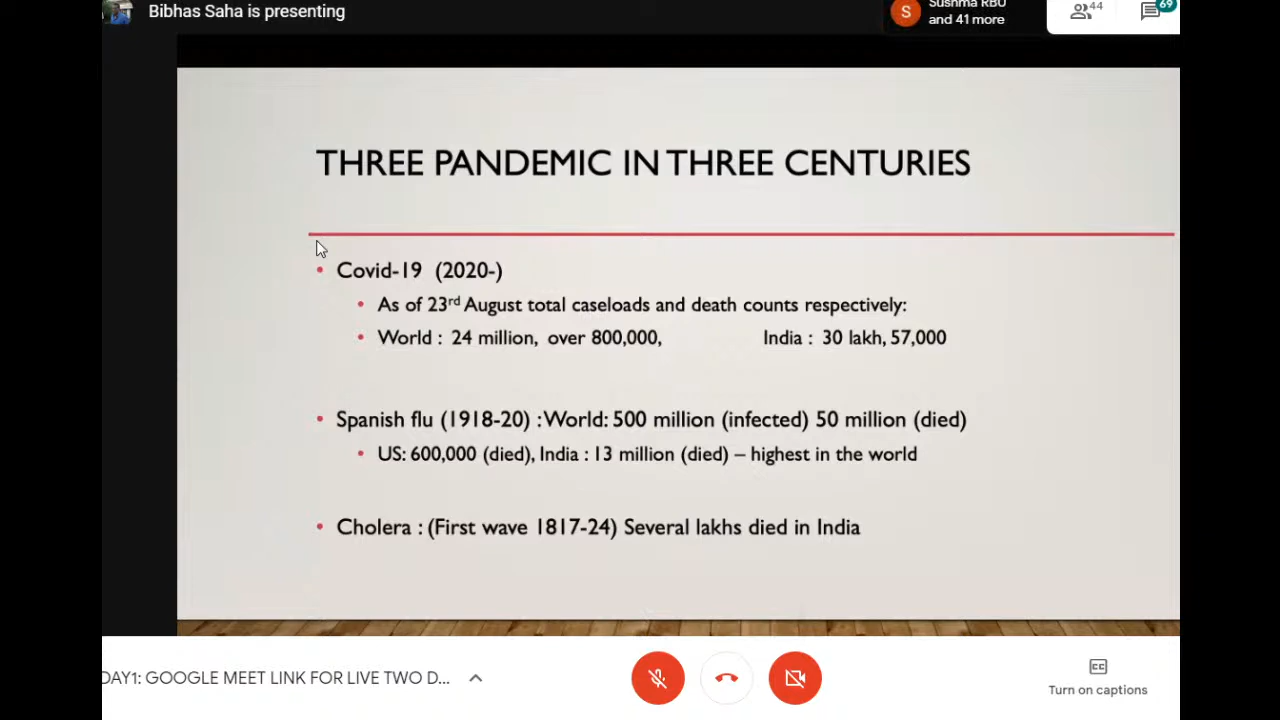 Bibhas Saha is presenting
S
Sushma RBU
and 41 more
44
69
THREE PANDEMIC IN THREE CENTURIES
• Covid-19 (2020-)
• As of 23rd August total caseloads and death counts respectively:
• World : 24 million, over 800,000, India : 30 lakh, 57,000
• Spanish flu (1918-20) : World: 500 million (infected) 50 million (died)
• US: 600,000 (died), India : 13 million (died) – highest in the world
• Cholera : (First wave 1817-24) Several lakhs died in India
DAY1: GOOGLE MEET LINK FOR LIVE TWO D...
CC
Turn on captions